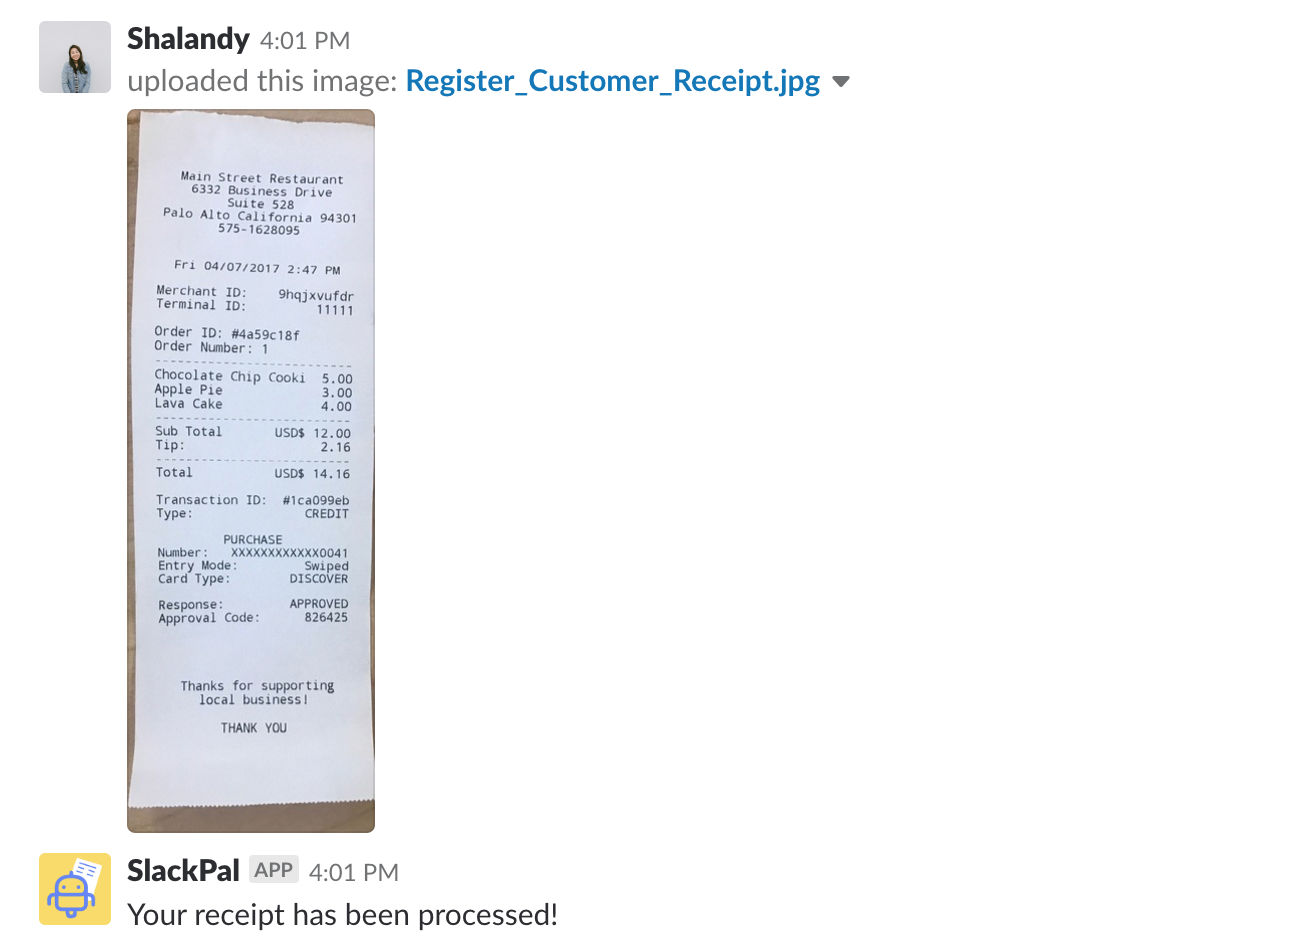 Shalandy 4:01 PM
uploaded this image: Register_Customer_Receipt.jpg
Main Street Restaurant
6332 Business Drive
Suite 528
Palo Alto California 94301
575-1628095
Fri 04/07/2017 2:47 PM
Merchant ID: 9hqjxvufdr
Terminal ID: 11111
Order ID: #4a59c18f
Order Number: 1
Chocolate Chip Cooki 5.00
Apple Pie 3.00
Lava Cake 4.00
Sub Total USD$ 12.00
Tip: 2.16
Total USD$ 14.16
Transaction ID: #1ca099eb
Type: CREDIT
PURCHASE
Number: XXXXXXXXXXXX0041
Entry Mode: Swiped
Card Type: DISCOVER
Response: APPROVED
Approval Code: 826425
Thanks for supporting
local business!
THANK YOU
SlackPal APP 4:01 PM
Your receipt has been processed!